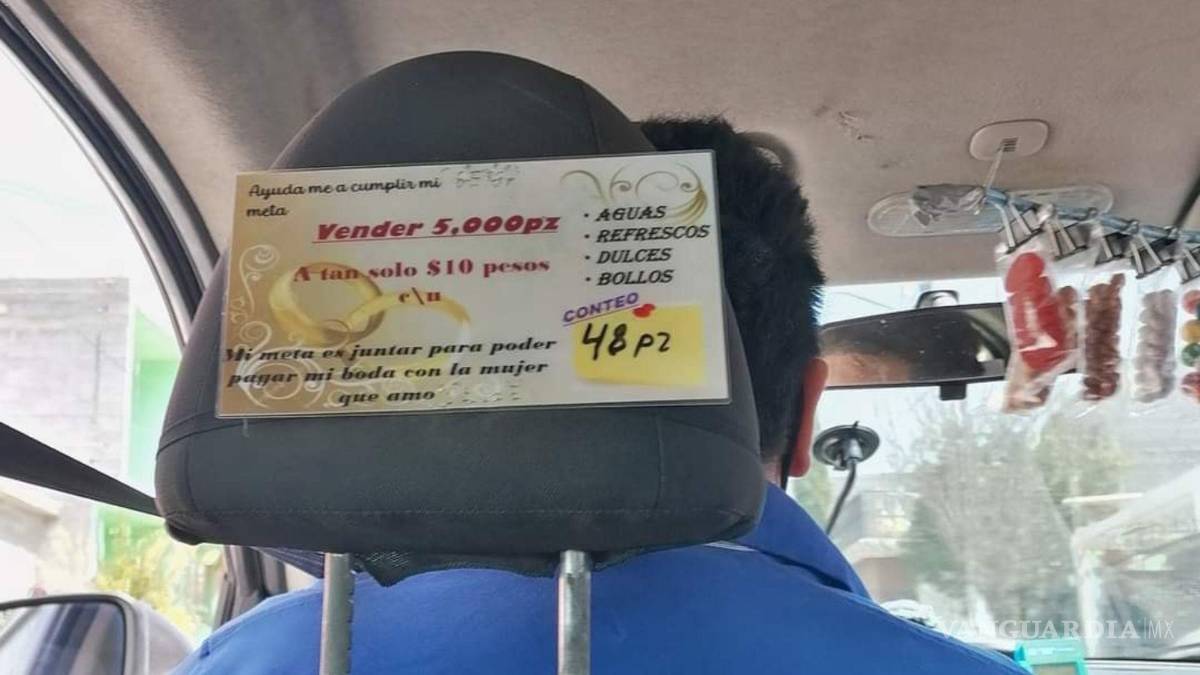 Ayuda me a cumplir mi
meta
Vender 5,000pz
A tan solo $10 pesos
c\u
Mi meta es juntar para poder
pagar mi boda con la mujer
que amo
• AGUAS
• REFRESCOS
• DULCES
• BOLLOS
CONTEO
48 pz
VANGUARDIA|MX